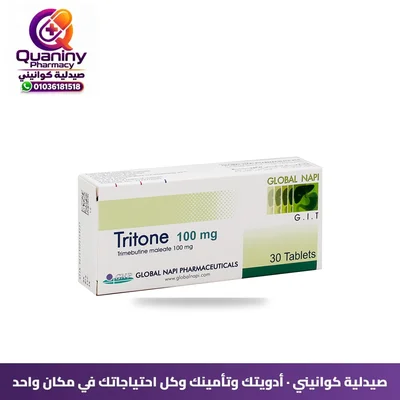 Quaniny
Pharmacy
صيدلية كوانيني
01036181518
GLOBAL NAPI
G.I.T
Tritone 100 mg
Trimebutine maleate 100 mg
30 Tablets
GLOBAL NAPI PHARMACEUTICALS
www.globalnapi.com
صيدلية كوانيني - أدويتك وتأمينك وكل احتياجاتك في مكان واحد